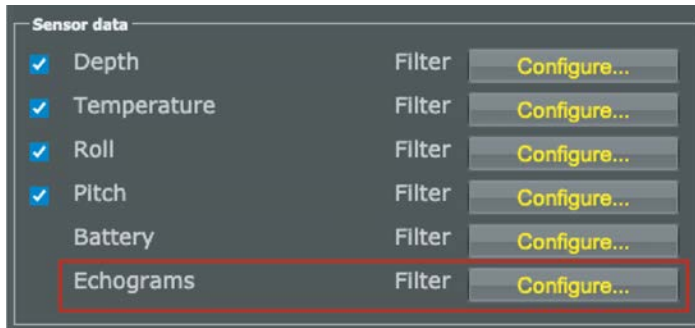 Sensor data
Depth Filter Configure...
Temperature Filter Configure...
Roll Filter Configure...
Pitch Filter Configure...
Battery Filter Configure...
Echograms Filter Configure...